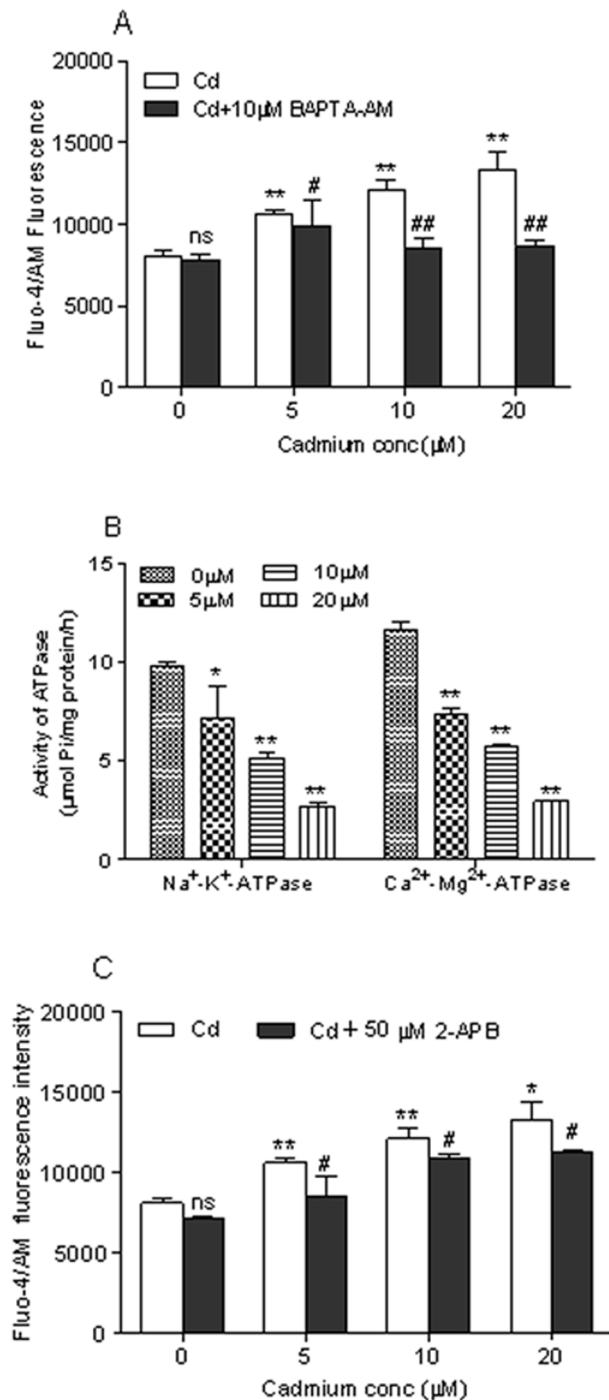 A
20000
15000
10000
5000
0
Fluo-4/AM Fluorescence
Cd
Cd+10µM BAPTA-AM
ns
**
#
**
##
**
##
0 5 10 20
Cadmium conc(µM)
B
15
10
5
0
Activity of ATPase
(µmol Pi/mg protein/h)
0µM 10µM
5µM 20µM
*
**
**
**
**
**
Na⁺-K⁺-ATPase Ca²⁺-Mg²⁺-ATPase
C
20000
15000
10000
5000
0
Fluo-4/AM fluorescence intensity
Cd Cd + 50 µM 2-APB
ns
**
#
**
#
*
#
0 5 10 20
Cadmium conc (µM)